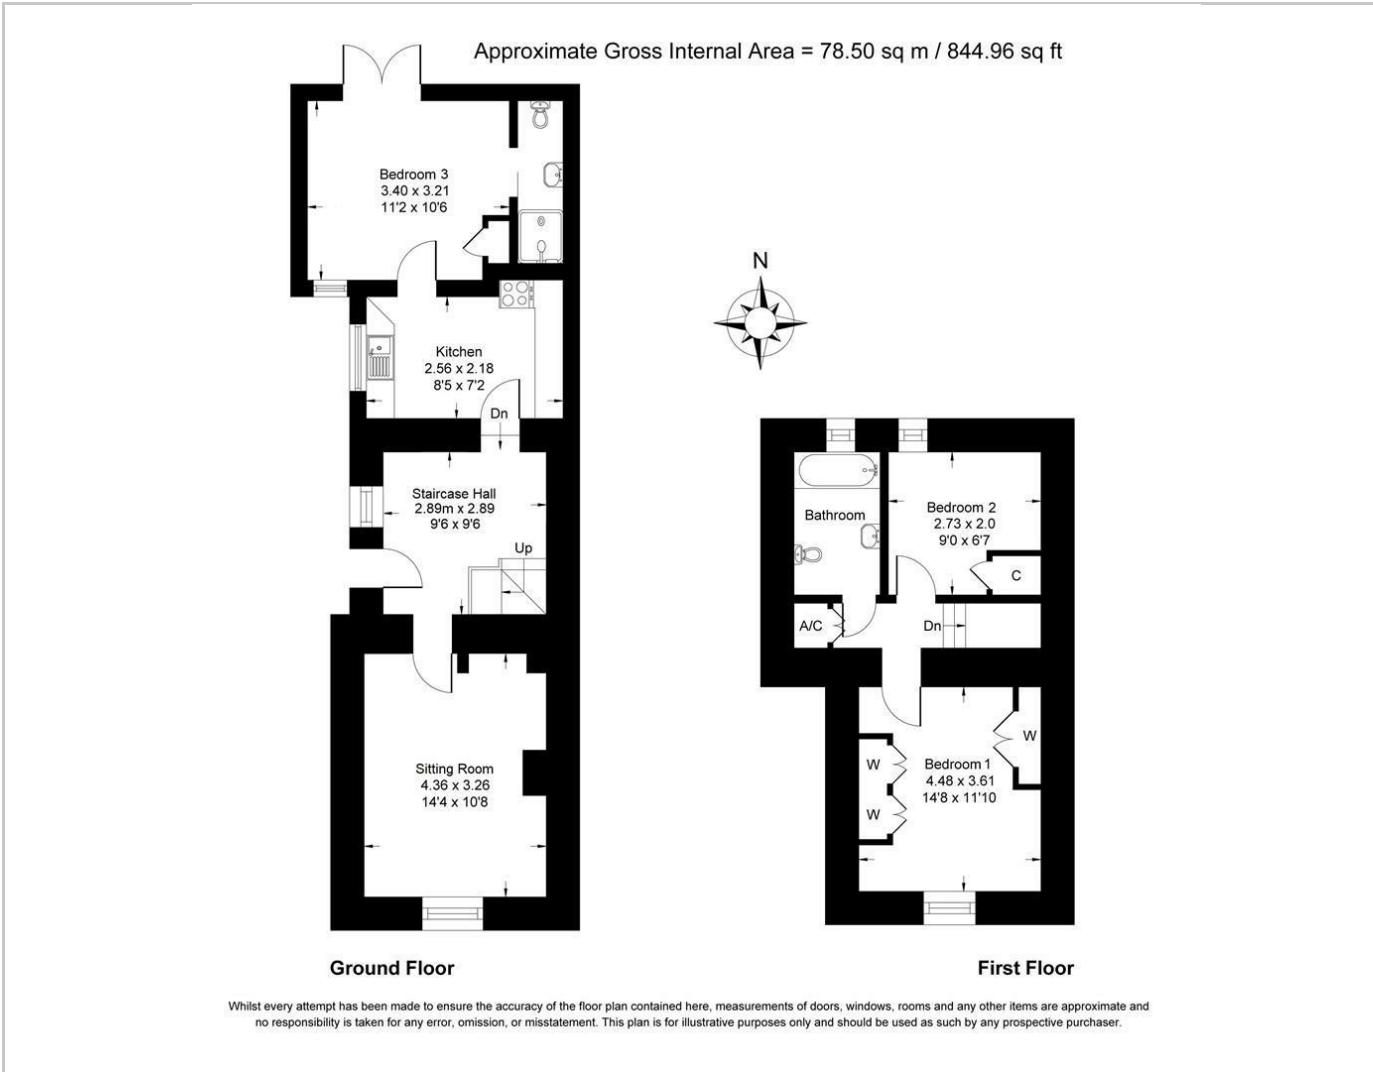 Approximate Gross Internal Area = 78.50 sq m / 844.96 sq ft
Bedroom 3
3.40 x 3.21
11'2 x 10'6
N
Kitchen
2.56 x 2.18
8'5 x 7'2
Dn
Staircase Hall
2.89m x 2.89
9'6 x 9'6
Up
Sitting Room
4.36 x 3.26
14'4 x 10'8
Bathroom
Bedroom 2
2.73 x 2.0
9'0 x 6'7
C
A/C
Dn
W
W
W
Bedroom 1
4.48 x 3.61
14'8 x 11'10
Ground Floor
First Floor
Whilst every attempt has been made to ensure the accuracy of the floor plan contained here, measurements of doors, windows, rooms and any other items are approximate and
no responsibility is taken for any error, omission, or misstatement. This plan is for illustrative purposes only and should be used as such by any prospective purchaser.